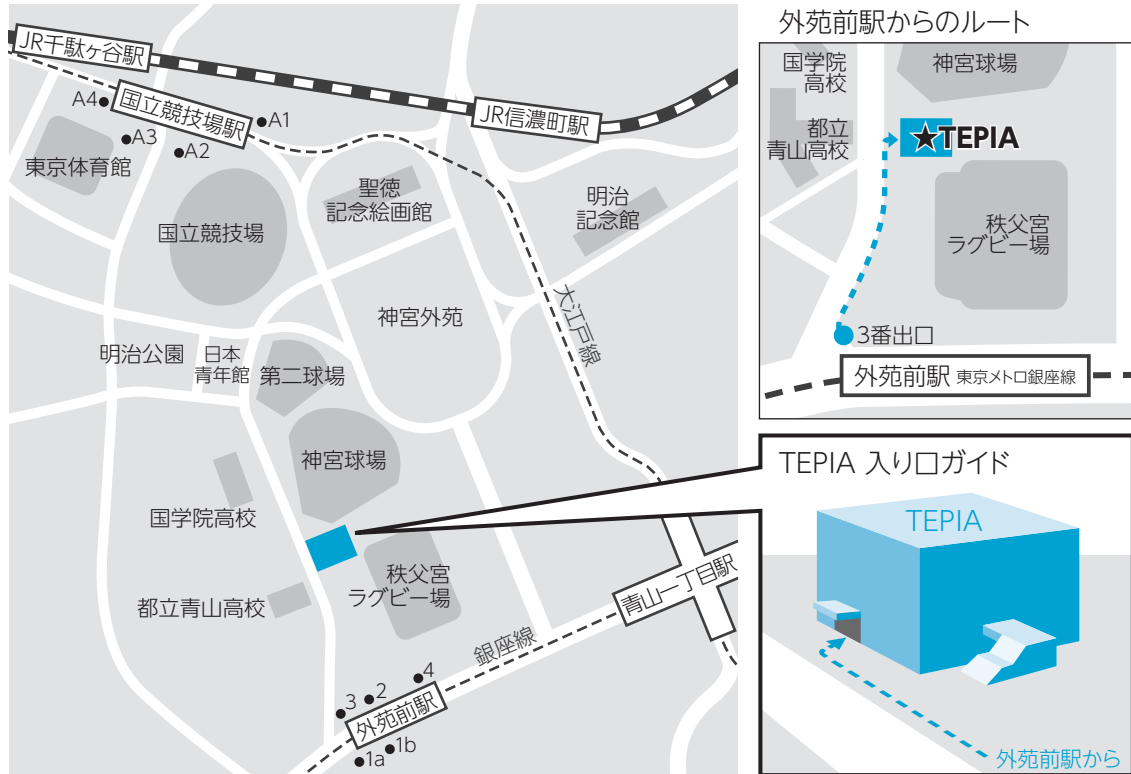 JR千駄ヶ谷駅
国立競技場駅
A4
A1
A3
A2
JR信濃町駅
東京体育館
聖徳
記念絵画館
明治
記念館
国立競技場
神宮外苑
大江戸線
明治公園
日本
青年館
第二球場
神宮球場
国学院高校
秩父宮
ラグビー場
都立青山高校
青山一丁目駅
銀座線
4
2
3
外苑前駅
1b
1a
外苑前駅からのルート
国学院
高校
神宮球場
都立
青山高校
★TEPIA
秩父宮
ラグビー場
3番出口
外苑前駅 東京メトロ銀座線
TEPIA 入り口ガイド
TEPIA
外苑前駅から